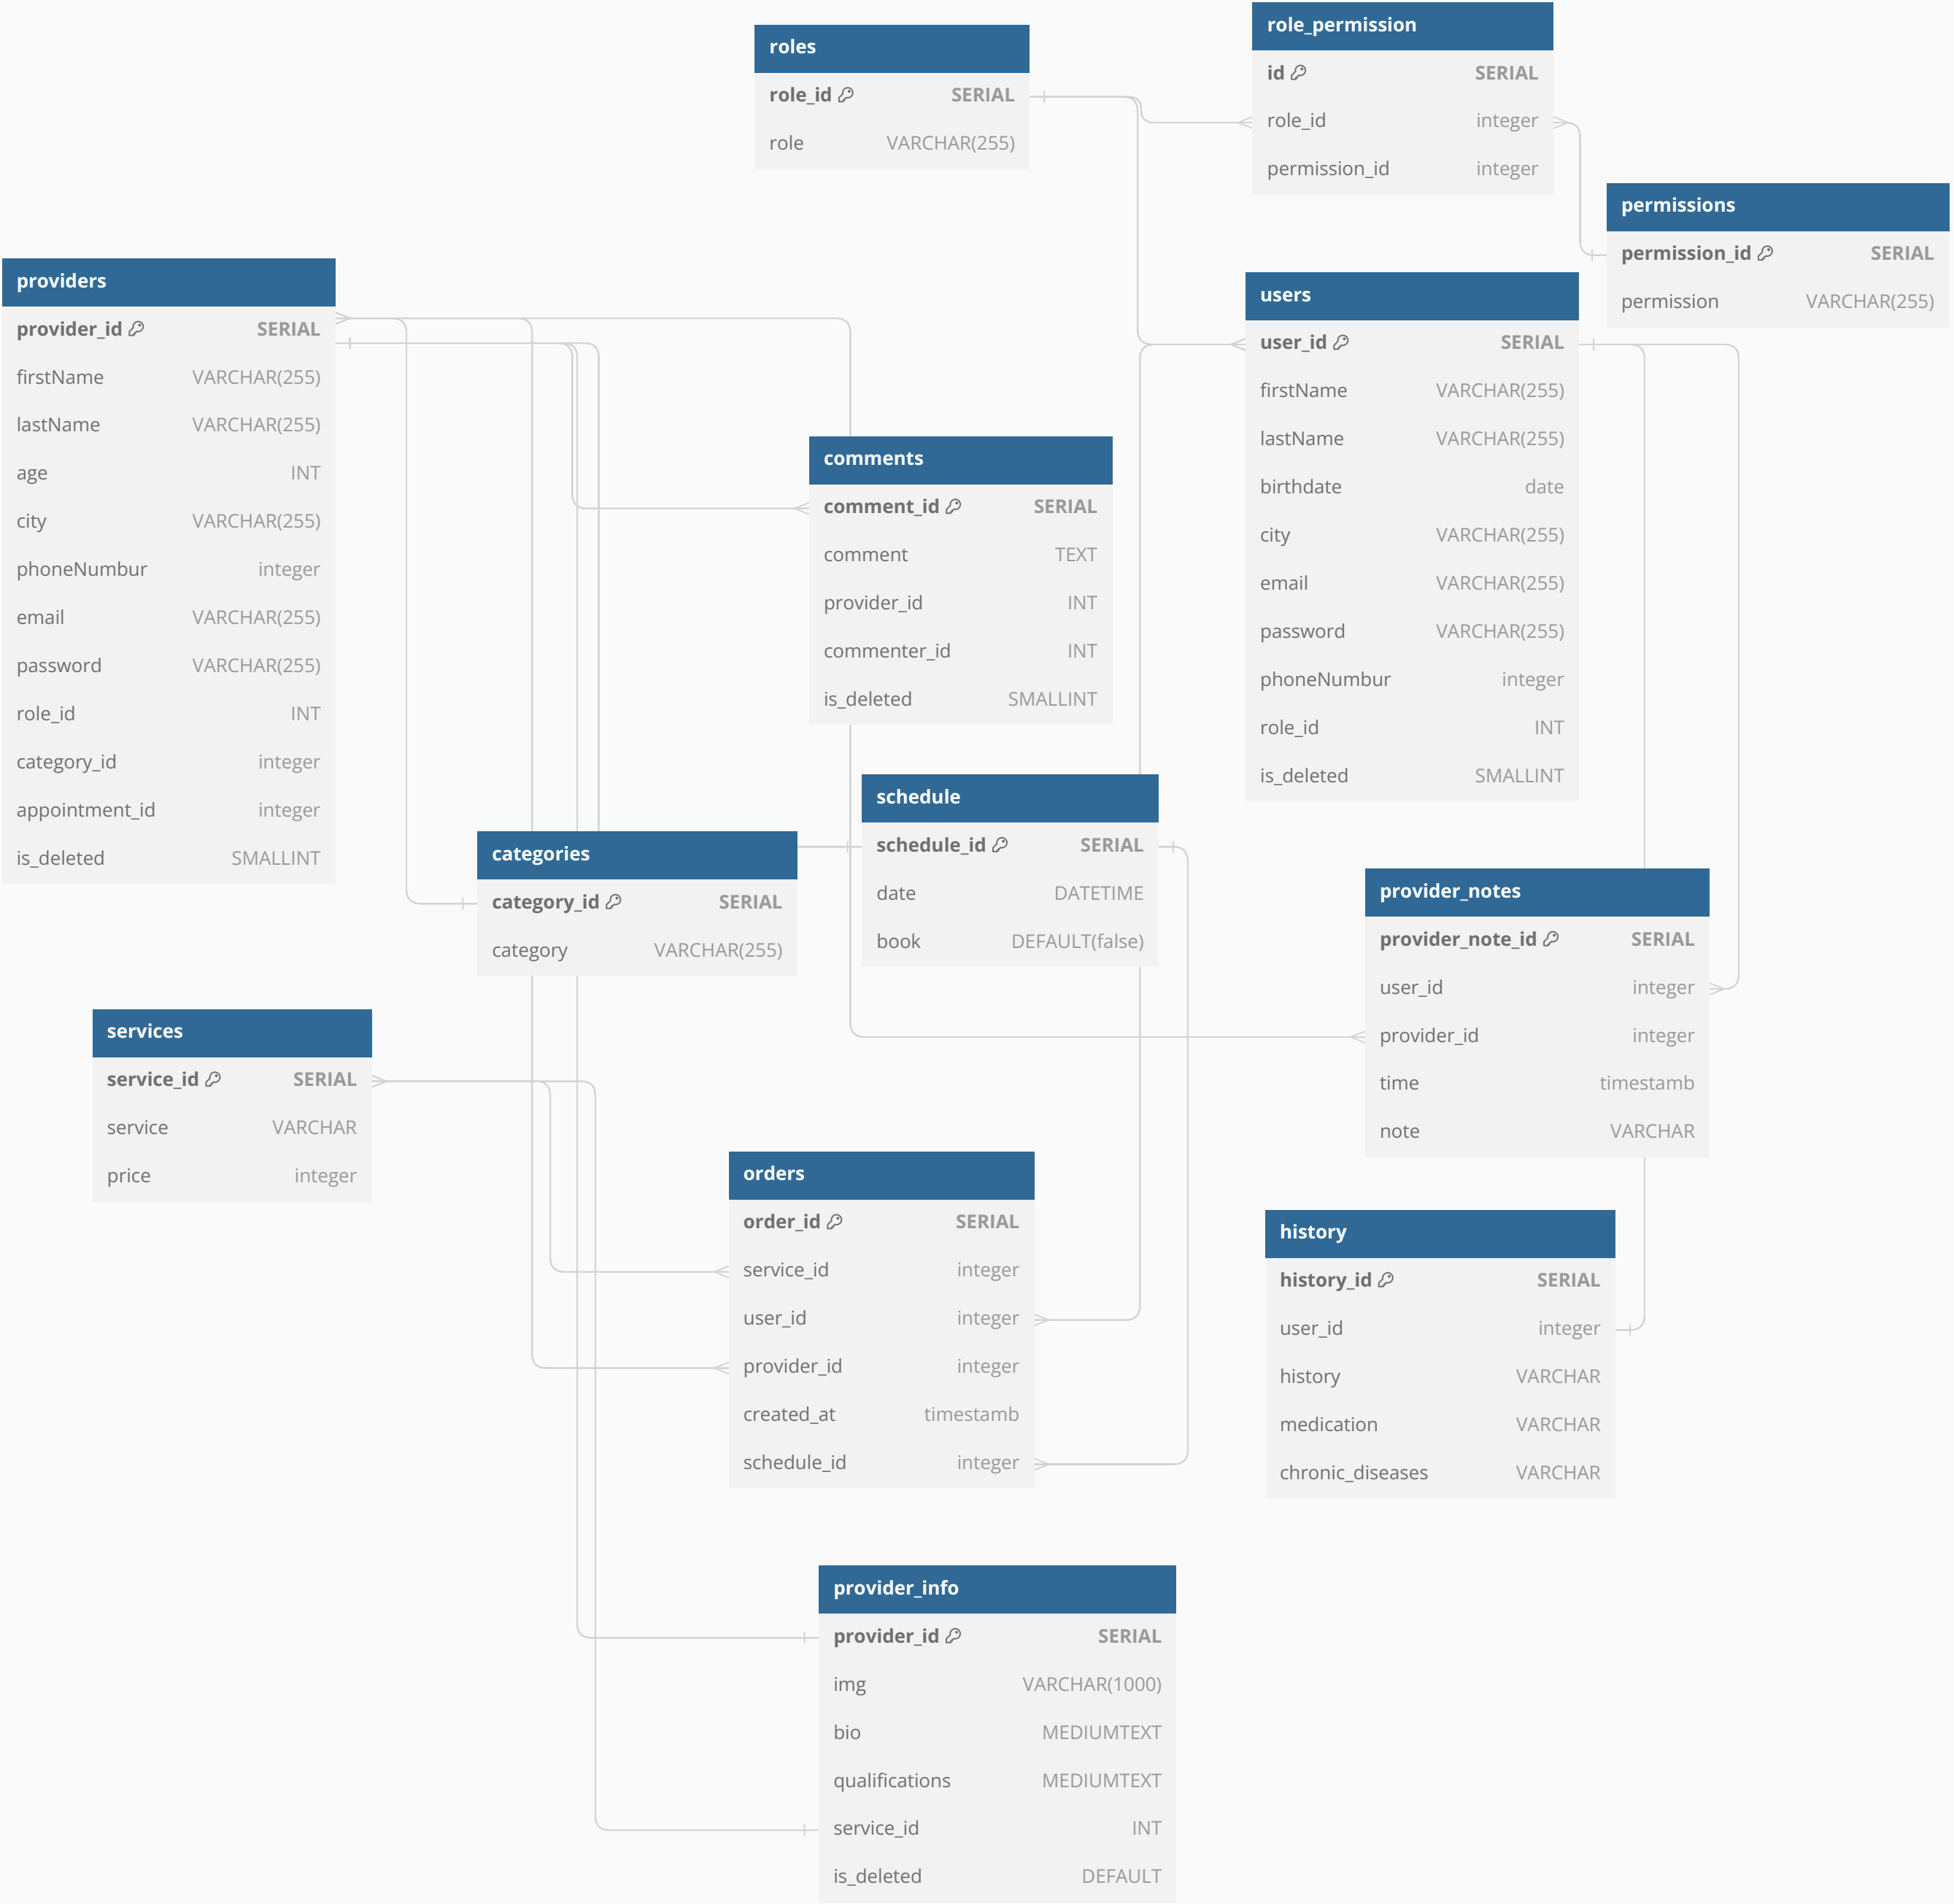 roles
role_id SERIAL
role VARCHAR(255)
role_permission
id SERIAL
role_id integer
permission_id integer
permissions
permission_id SERIAL
permission VARCHAR(255)
providers
provider_id SERIAL
firstName VARCHAR(255)
lastName VARCHAR(255)
age INT
city VARCHAR(255)
phoneNumbur integer
email VARCHAR(255)
password VARCHAR(255)
role_id INT
category_id integer
appointment_id integer
is_deleted SMALLINT
users
user_id SERIAL
firstName VARCHAR(255)
lastName VARCHAR(255)
birthdate date
city VARCHAR(255)
email VARCHAR(255)
password VARCHAR(255)
phoneNumbur integer
role_id INT
is_deleted SMALLINT
comments
comment_id SERIAL
comment TEXT
provider_id INT
commenter_id INT
is_deleted SMALLINT
schedule
schedule_id SERIAL
date DATETIME
book DEFAULT(false)
categories
category_id SERIAL
category VARCHAR(255)
provider_notes
provider_note_id SERIAL
user_id integer
provider_id integer
time timestamb
note VARCHAR
services
service_id SERIAL
service VARCHAR
price integer
orders
order_id SERIAL
service_id integer
user_id integer
provider_id integer
created_at timestamb
schedule_id integer
history
history_id SERIAL
user_id integer
history VARCHAR
medication VARCHAR
chronic_diseases VARCHAR
provider_info
provider_id SERIAL
img VARCHAR(1000)
bio MEDIUMTEXT
qualifications MEDIUMTEXT
service_id INT
is_deleted DEFAULT